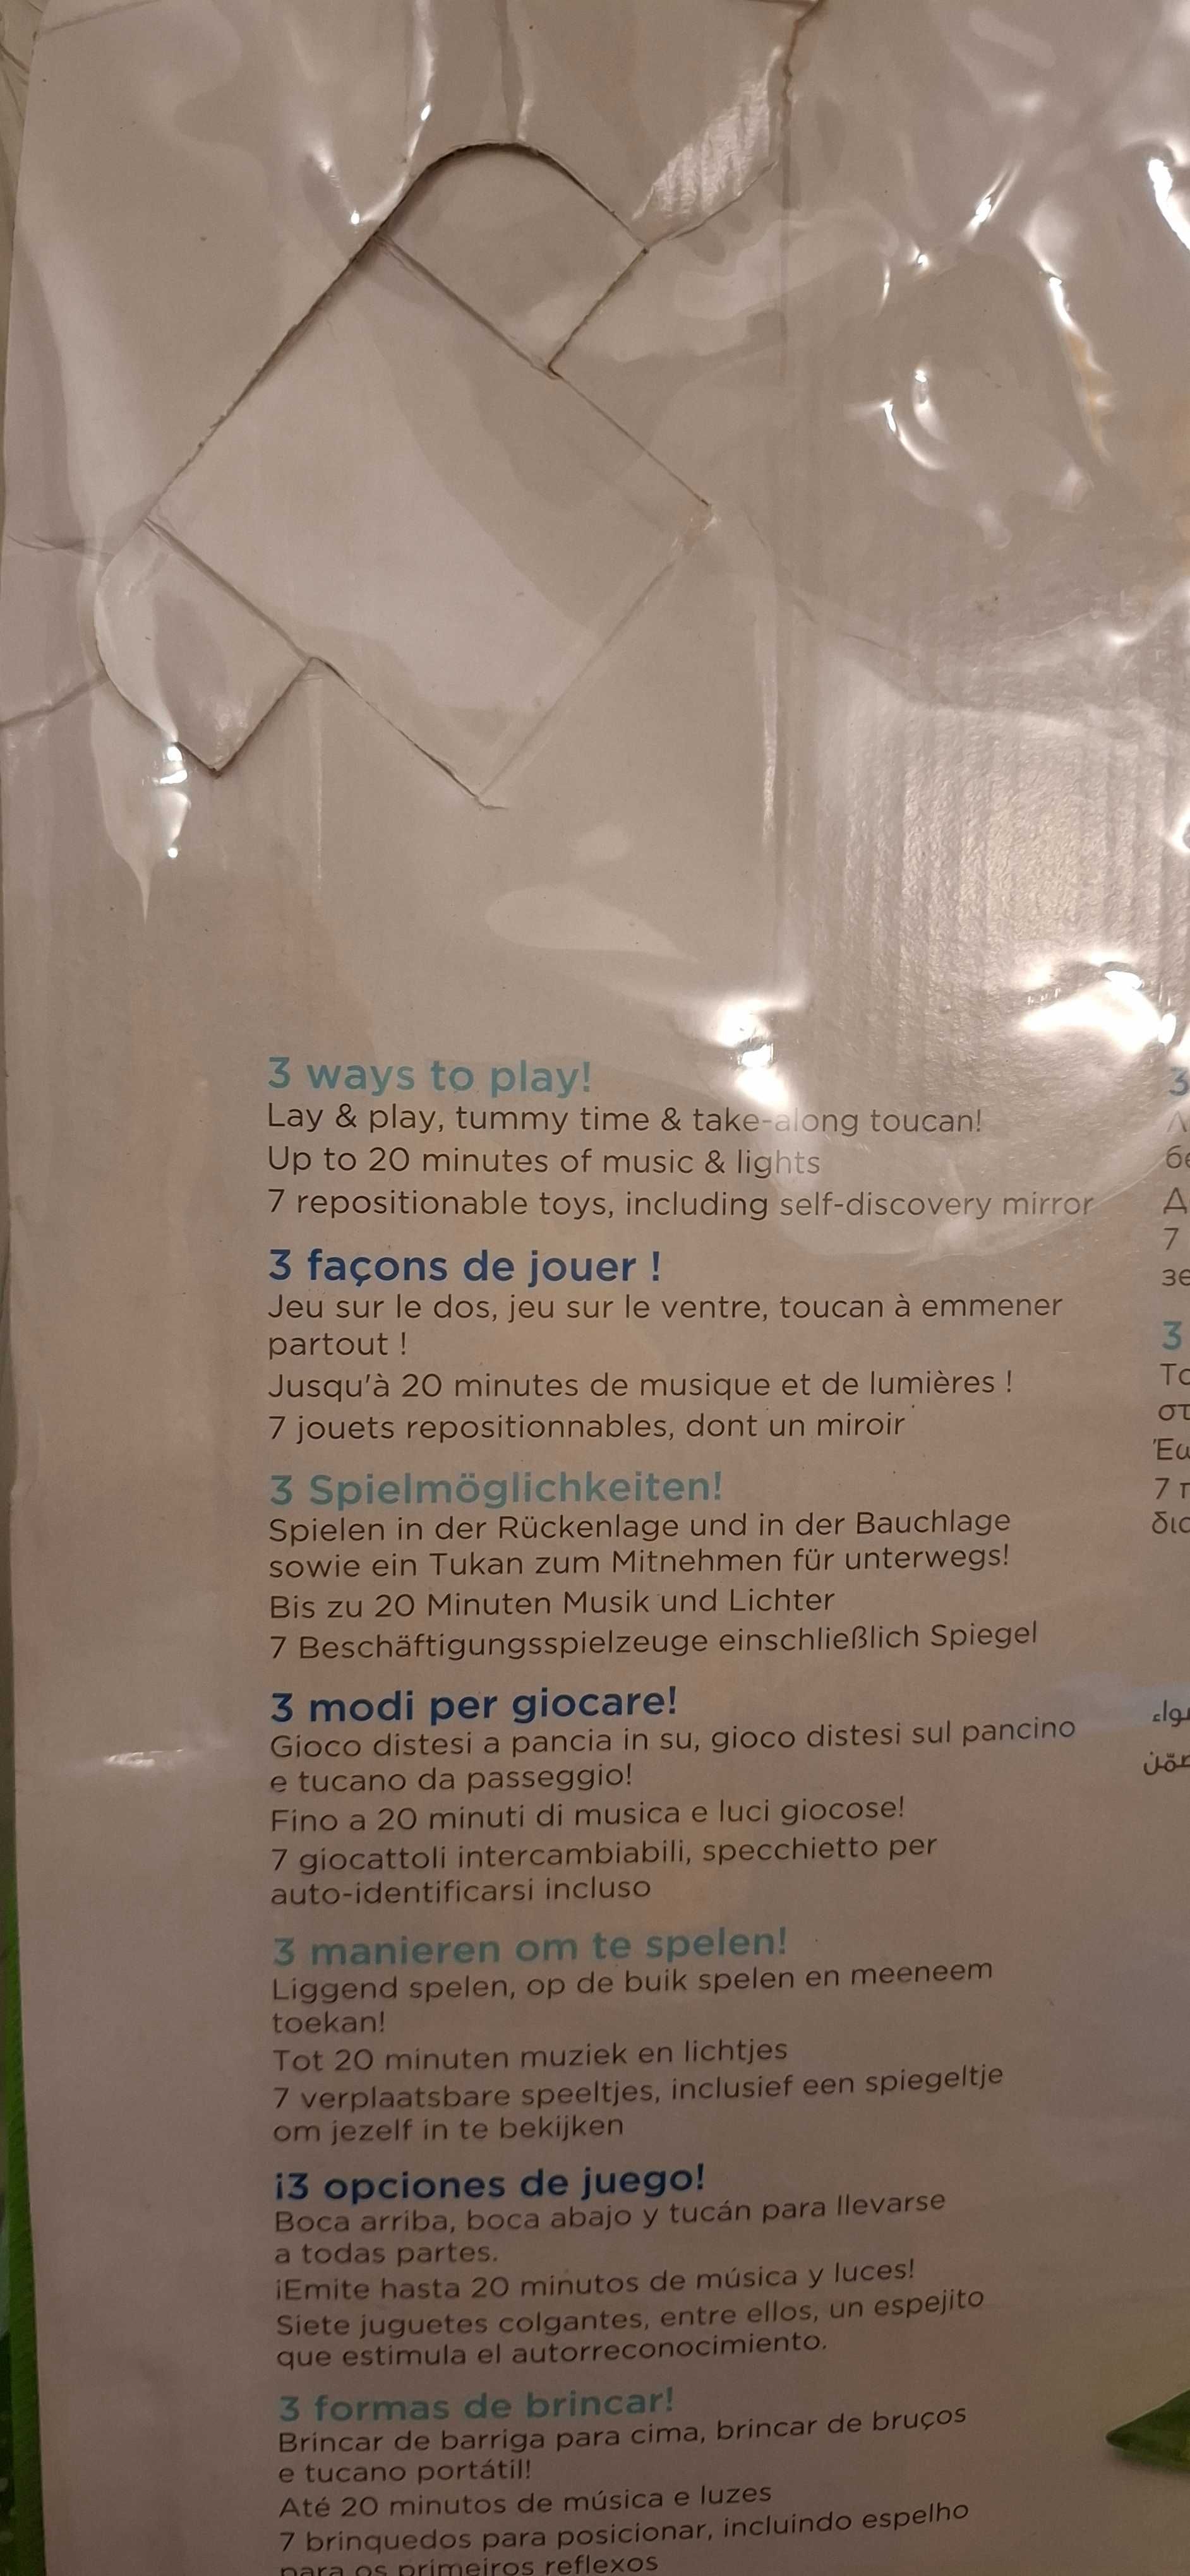 3 ways to play!
Lay & play, tummy time & take-along toucan!
Up to 20 minutes of music & lights
7 repositionable toys, including self-discovery mirror
3 façons de jouer !
Jeu sur le dos, jeu sur le ventre, toucan à emmener
partout !
Jusqu'à 20 minutes de musique et de lumières !
7 jouets repositionnables, dont un miroir
3 Spielmöglichkeiten!
Spielen in der Rückenlage und in der Bauchlage
sowie ein Tukan zum Mitnehmen für unterwegs!
Bis zu 20 Minuten Musik und Lichter
7 Beschäftigungsspielzeuge einschließlich Spiegel
3 modi per giocare!
Gioco distesi a pancia in su, gioco distesi sul pancino
e tucano da passeggio!
Fino a 20 minuti di musica e luci giocose!
7 giocattoli intercambiabili, specchietto per
auto-identificarsi incluso
3 manieren om te spelen!
Liggend spelen, op de buik spelen en meeneem
toekan!
Tot 20 minuten muziek en lichtjes
7 verplaatsbare speeltjes, inclusief een spiegeltje
om jezelf in te bekijken
¡3 opciones de juego!
Boca arriba, boca abajo y tucán para llevarse
a todas partes.
¡Emite hasta 20 minutos de música y luces!
Siete juguetes colgantes, entre ellos, un espejito
que estimula el autorreconocimiento.
3 formas de brincar!
Brincar de barriga para cima, brincar de bruços
e tucano portátil!
Até 20 minutos de música e luzes
7 brinquedos para posicionar, incluindo espelho
para os primeiros reflexos
3
7
3
7